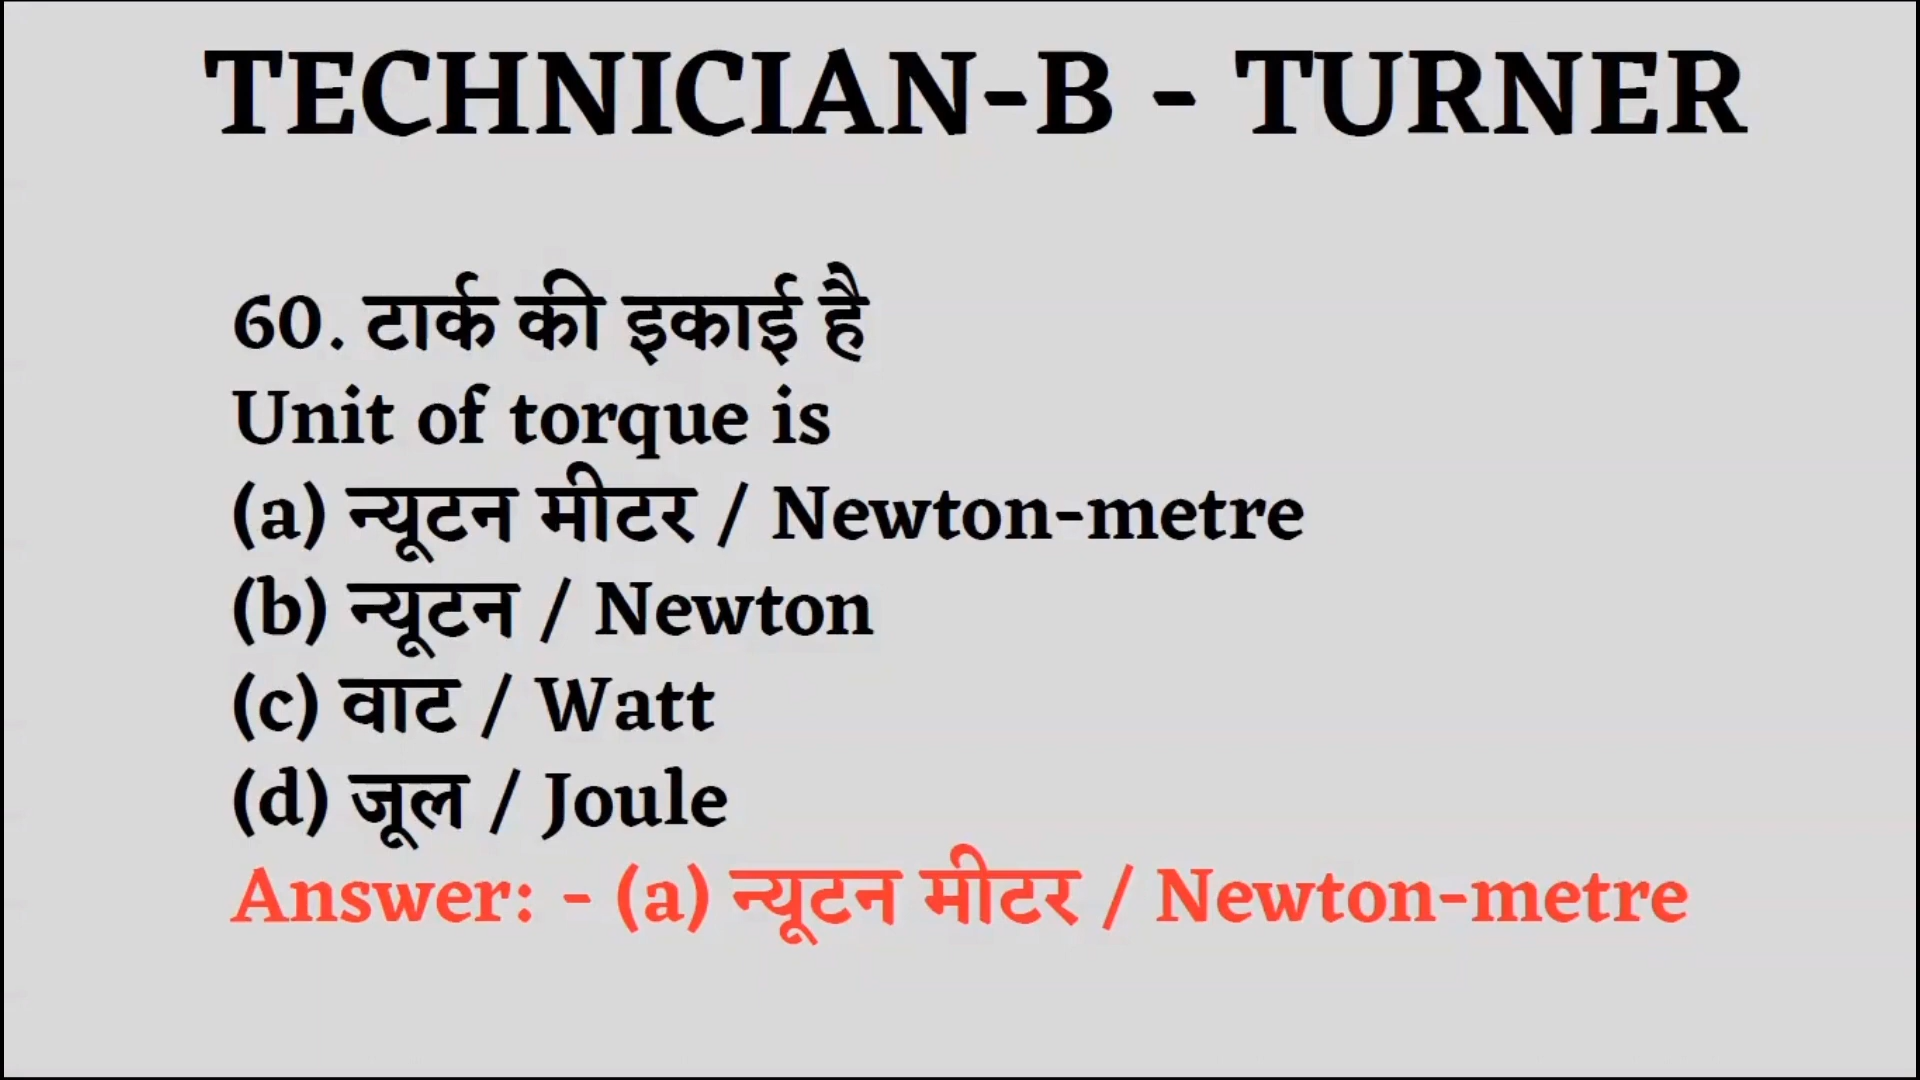 TECHNICIAN-B - TURNER
60. टार्क की इकाई है
Unit of torque is
(a) न्यूटन मीटर / Newton-metre
(b) न्यूटन / Newton
(c) वाट / Watt
(d) जूल / Joule
Answer: - (a) न्यूटन मीटर / Newton-metre